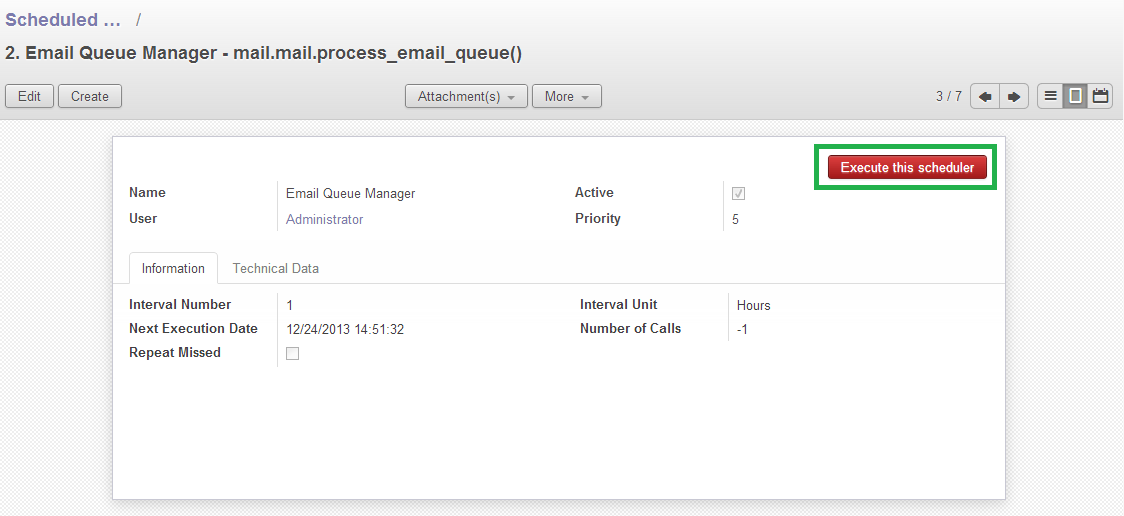 Scheduled ... /
2. Email Queue Manager - mail.mail.process_email_queue()
Edit Create Attachment(s) More 3 / 7
Execute this scheduler
Name Email Queue Manager Active
User Administrator Priority 5
Information Technical Data
Interval Number 1 Interval Unit Hours
Next Execution Date 12/24/2013 14:51:32 Number of Calls -1
Repeat Missed